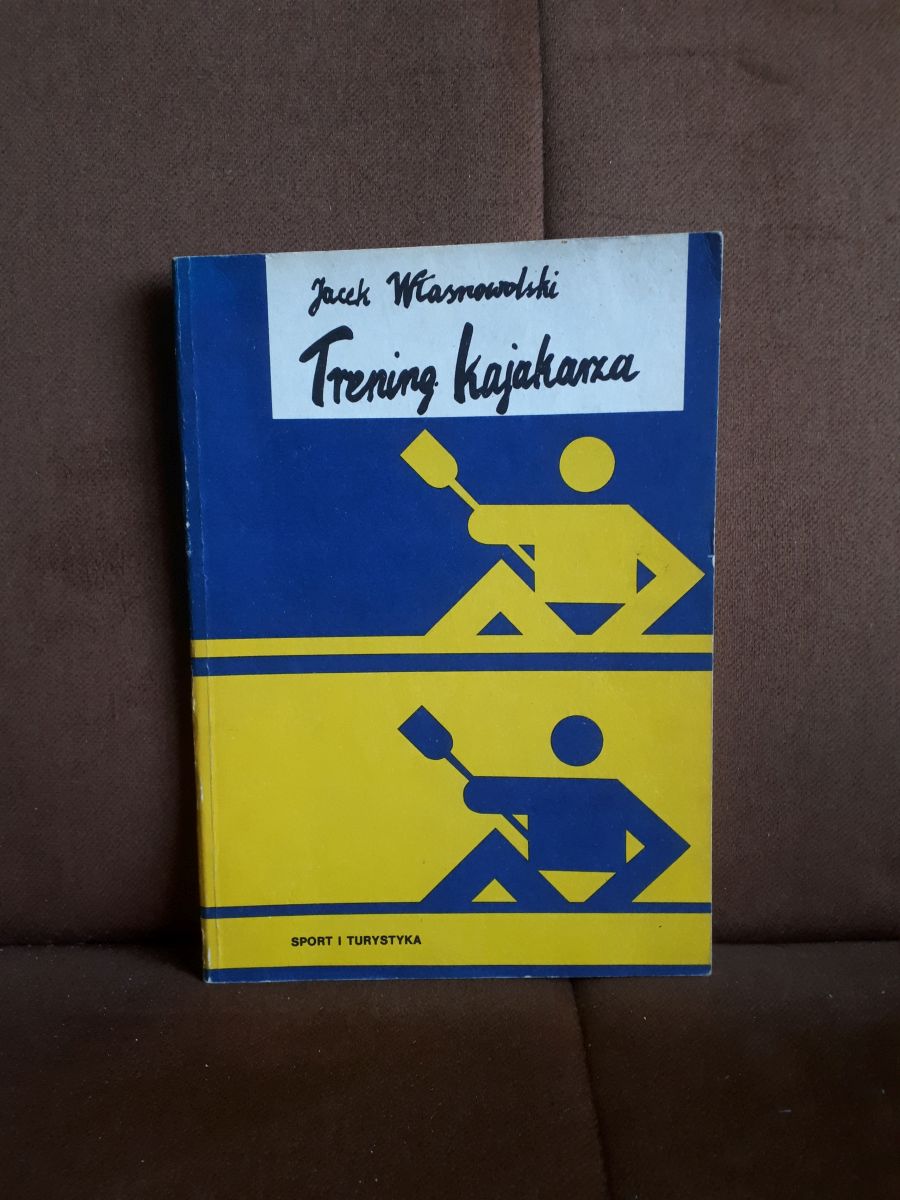 Jacek Własnowolski
Trening kajakarza
SPORT I TURYSTYKA